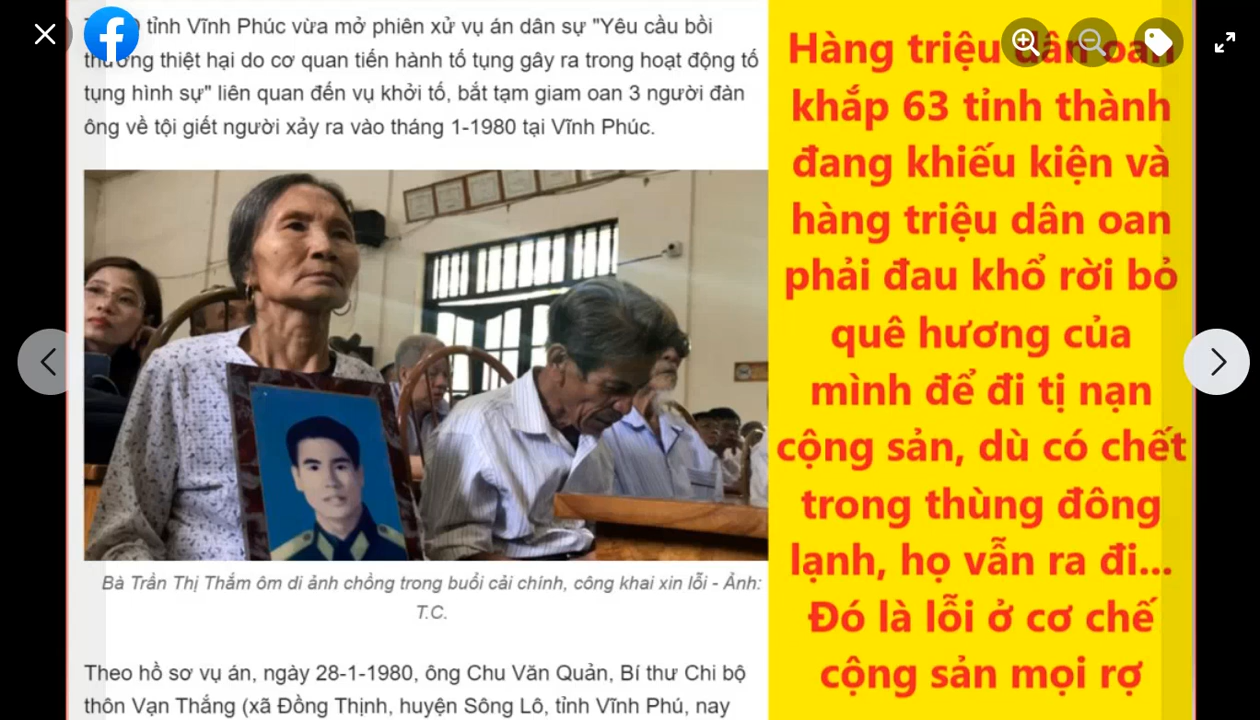 tỉnh Vĩnh Phúc vừa mở phiên xử vụ án dân sự "Yêu cầu bồi
thường thiệt hại do cơ quan tiến hành tố tụng gây ra trong hoạt động tố
tụng hình sự" liên quan đến vụ khởi tố, bắt tạm giam oan 3 người đàn
ông về tội giết người xảy ra vào tháng 1-1980 tại Vĩnh Phúc.
Bà Trần Thị Thắm ôm di ảnh chồng trong buổi cải chính, công khai xin lỗi - Ảnh:
T.C.
Theo hồ sơ vụ án, ngày 28-1-1980, ông Chu Văn Quản, Bí thư Chi bộ
thôn Vạn Thắng (xã Đồng Thịnh, huyện Sông Lô, tỉnh Vĩnh Phú, nay
Hàng triệu dân oan
khắp 63 tỉnh thành
đang khiếu kiện và
hàng triệu dân oan
phải đau khổ rời bỏ
quê hương của
mình để đi tị nạn
cộng sản, dù có chết
trong thùng đông
lạnh, họ vẫn ra đi...
Đó là lỗi ở cơ chế
cộng sản mọi rợ